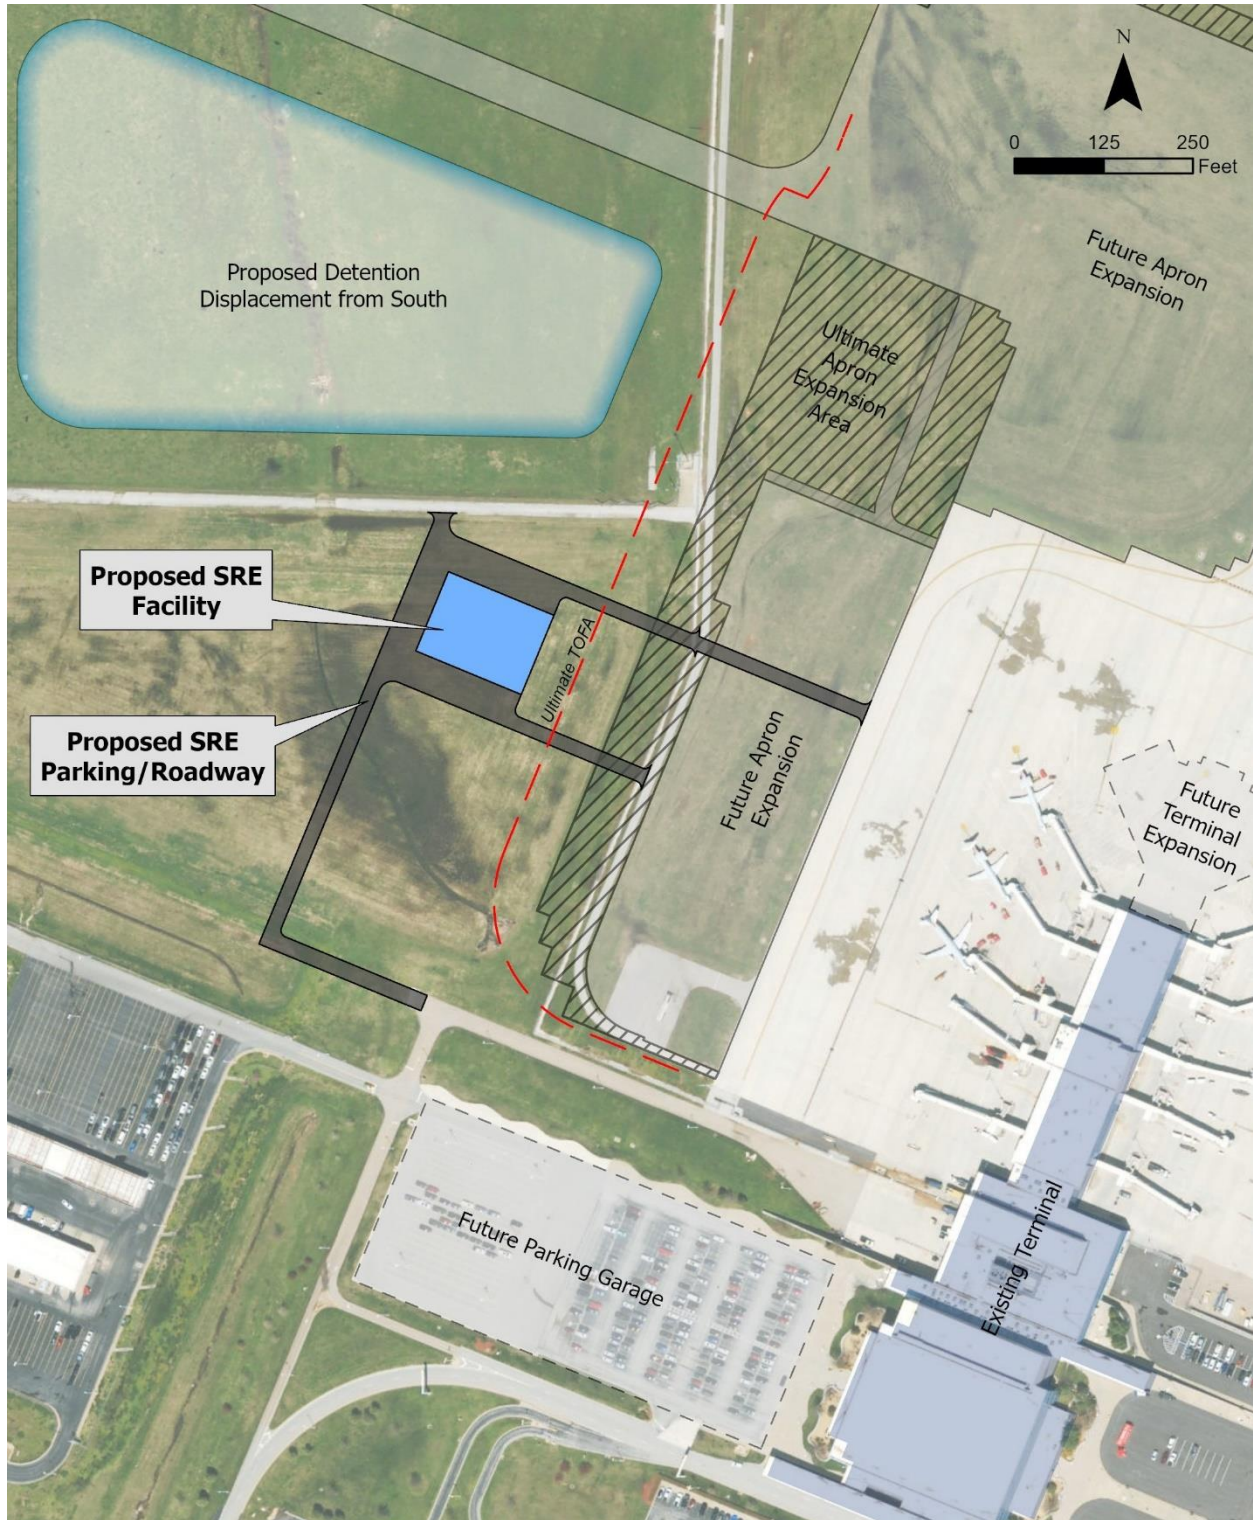 N
0 125 250
Feet
Future Apron
Expansion
Proposed Detention
Displacement from South
Ultimate
Apron
Expansion
Area
Proposed SRE
Facility
Ultimate TOFA
Proposed SRE
Parking/Roadway
Future Apron
Expansion
Future
Terminal
Expansion
Future Parking Garage
Existing Terminal